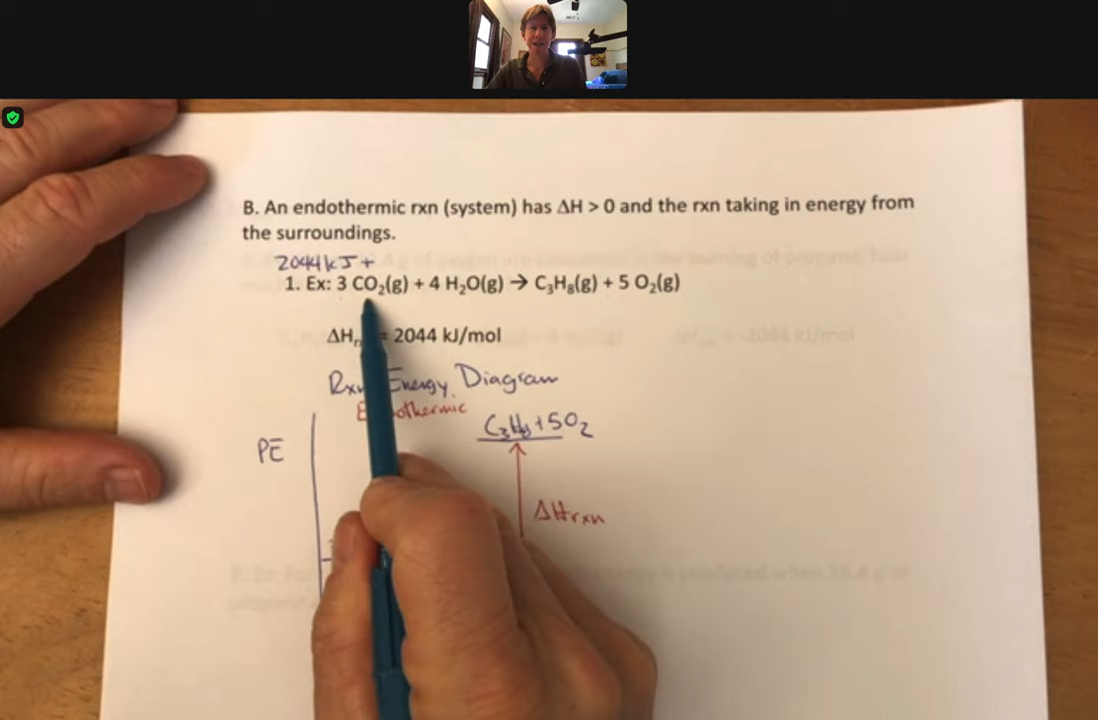 B. An endothermic rxn (system) has ΔH > 0 and the rxn taking in energy from
the surroundings.
2044 kJ +
1. Ex: 3 CO₂(g) + 4 H₂O(g) → C₃H₈(g) + 5 O₂(g)
= 2044 kJ/mol
Rxn Energy Diagram
C₃H₈ + 5O₂
PE
ΔHrxn